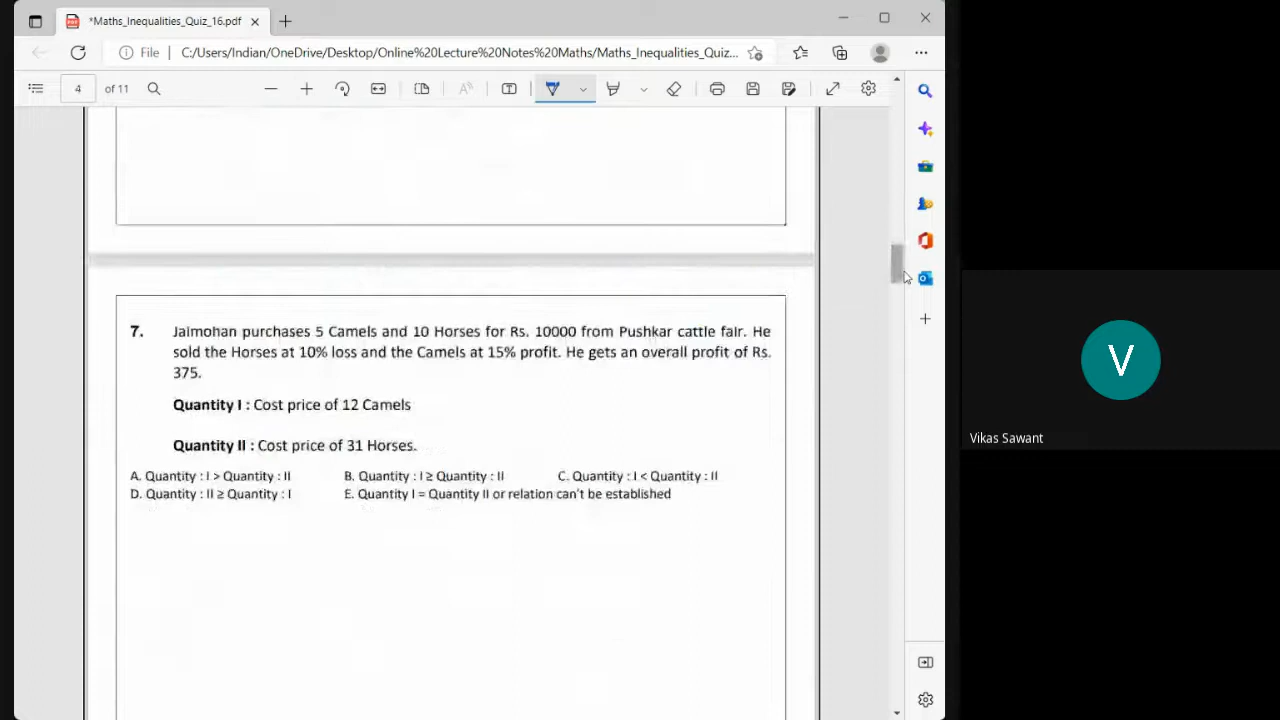 *Maths_Inequalities_Quiz_16.pdf
File
C:/Users/Indian/OneDrive/Desktop/Online%20Lecture%20Notes%20Maths/Maths_Inequalities_Quiz...
4 of 11
7. Jaimohan purchases 5 Camels and 10 Horses for Rs. 10000 from Pushkar cattle fair. He
sold the Horses at 10% loss and the Camels at 15% profit. He gets an overall profit of Rs.
375.
Quantity I : Cost price of 12 Camels
Quantity II : Cost price of 31 Horses.
A. Quantity : I > Quantity : II B. Quantity : I ≥ Quantity : II C. Quantity : I < Quantity : II
D. Quantity : II ≥ Quantity : I E. Quantity I = Quantity II or relation can't be established
V
Vikas Sawant